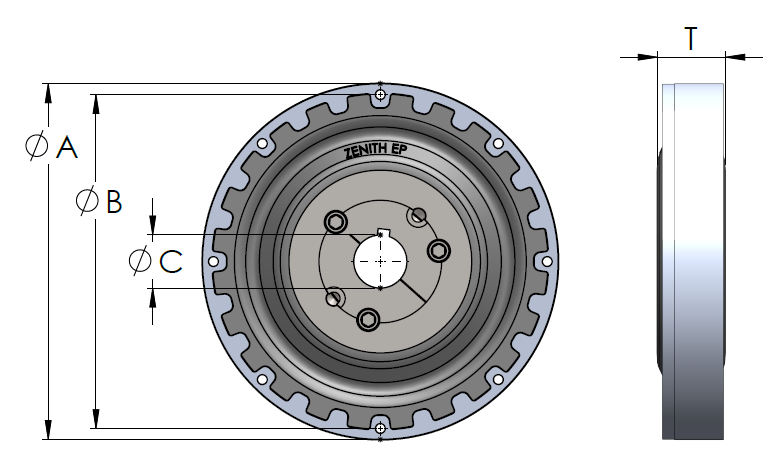 T
Ø A
ZENITH EP
Ø B
Ø C